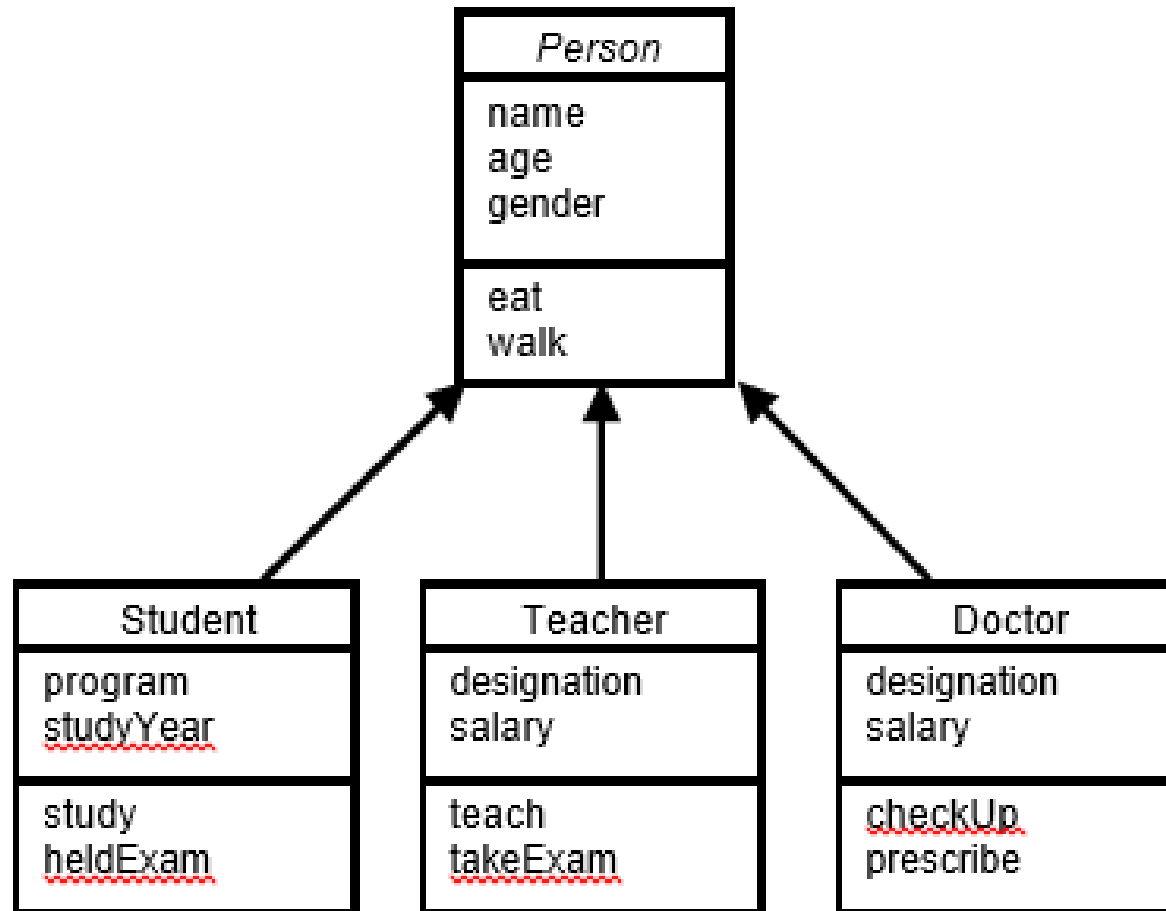 Person
name
age
gender
eat
walk
Student
program
studyYear
study
heldExam
Teacher
designation
salary
teach
takeExam
Doctor
designation
salary
checkUp
prescribe